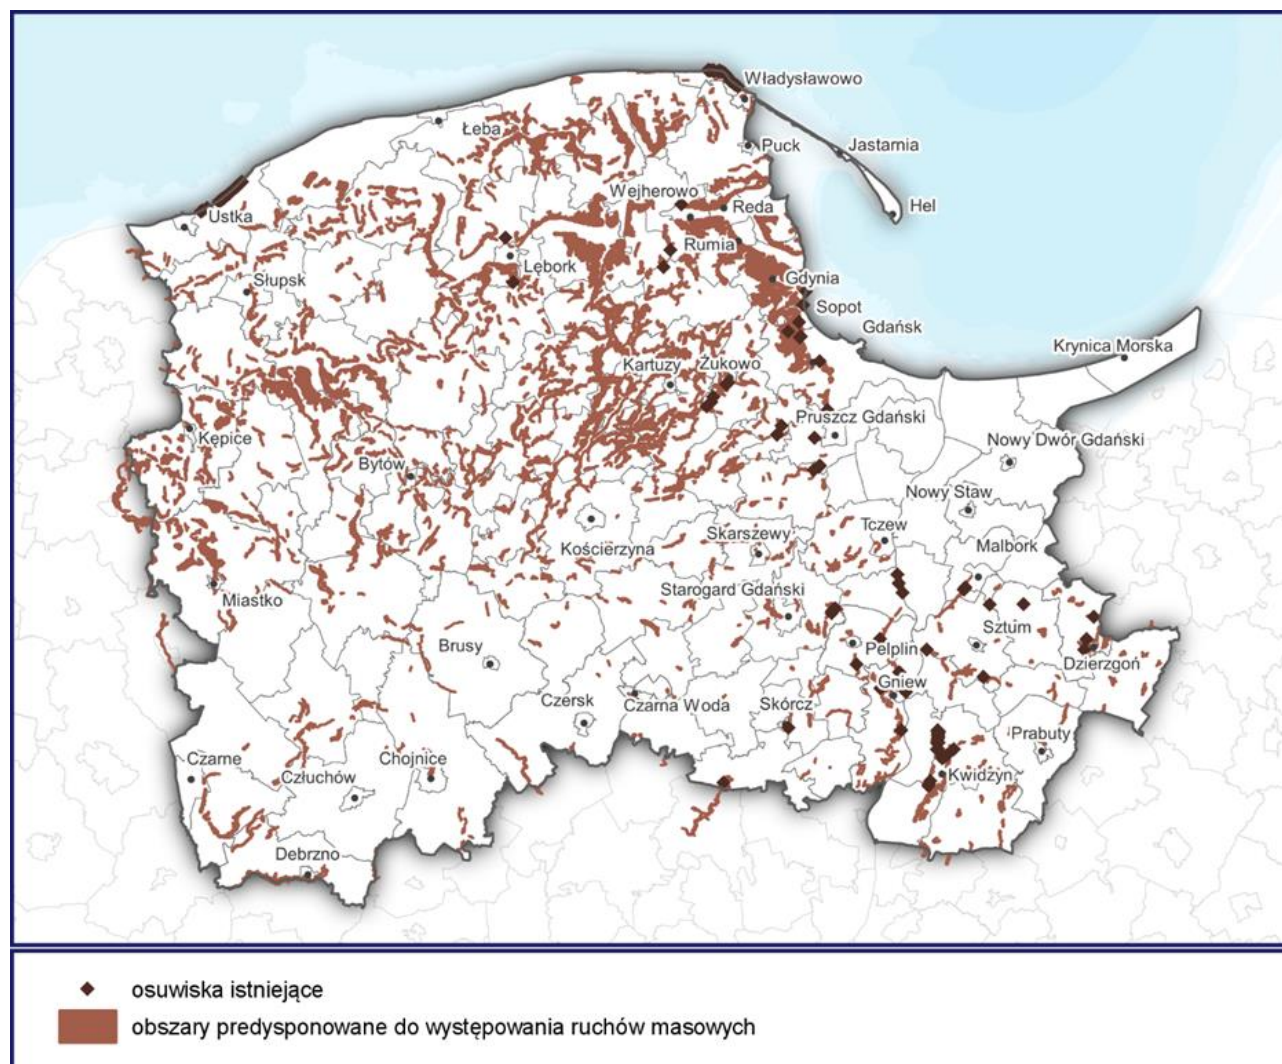 Władysławowo
Łeba
Puck
Jastarnia
Wejherowo
Reda
Hel
Ustka
Rumia
Lębork
Słupsk
Gdynia
Sopot
Gdańsk
Krynica Morska
Kartuzy
Żukowo
Pruszcz Gdański
Kępice
Nowy Dwór Gdański
Bytów
Nowy Staw
Tczew
Kościerzyna
Skarszewy
Malbork
Miastko
Starogard Gdański
Sztum
Brusy
Pelplin
Dzierzgoń
Gniew
Czersk
Czarna Woda
Skórcz
Prabuty
Czarne
Chojnice
Człuchów
Kwidzyn
Debrzno
osuwiska istniejące
obszary predysponowane do występowania ruchów masowych